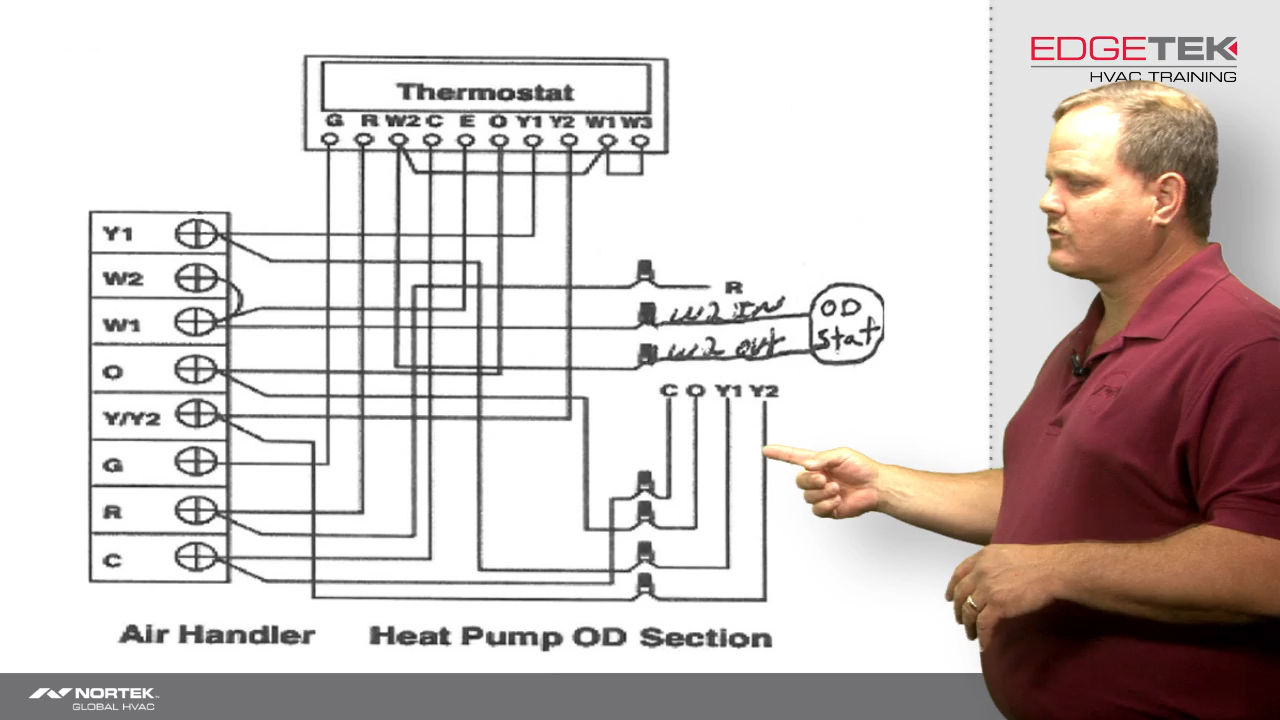 EDGETEK
HVAC TRAINING
Thermostat
G R W2 C E O Y1 Y2 W1 W3
Y1
W2
W1
O
Y/Y2
G
R
C
R
W2 IN
W2 OUT
OD
Stat
C O Y1 Y2
Air Handler
Heat Pump OD Section
NORTEK
GLOBAL HVAC